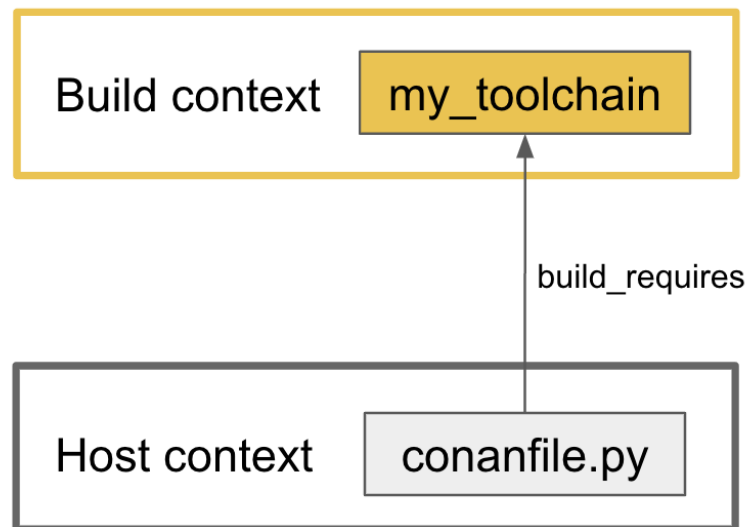 Build context
my_toolchain
build_requires
Host context
conanfile.py